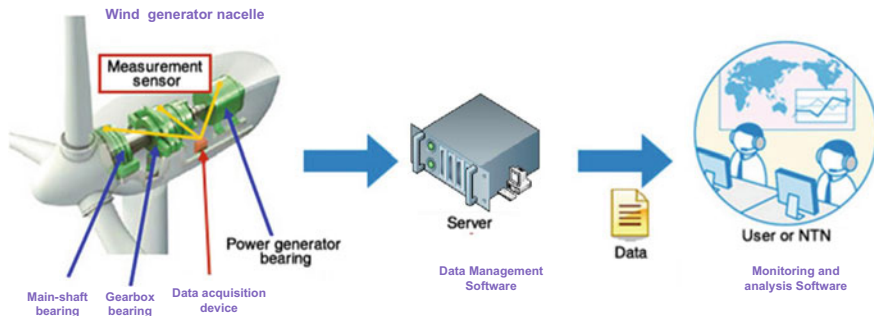 Wind generator nacelle
Measurement
sensor
Power generator
bearing
Main-shaft
bearing
Gearbox
bearing
Data acquisition
device
Server
Data Management
Software
Data
User or NTN
Monitoring and
analysis Software